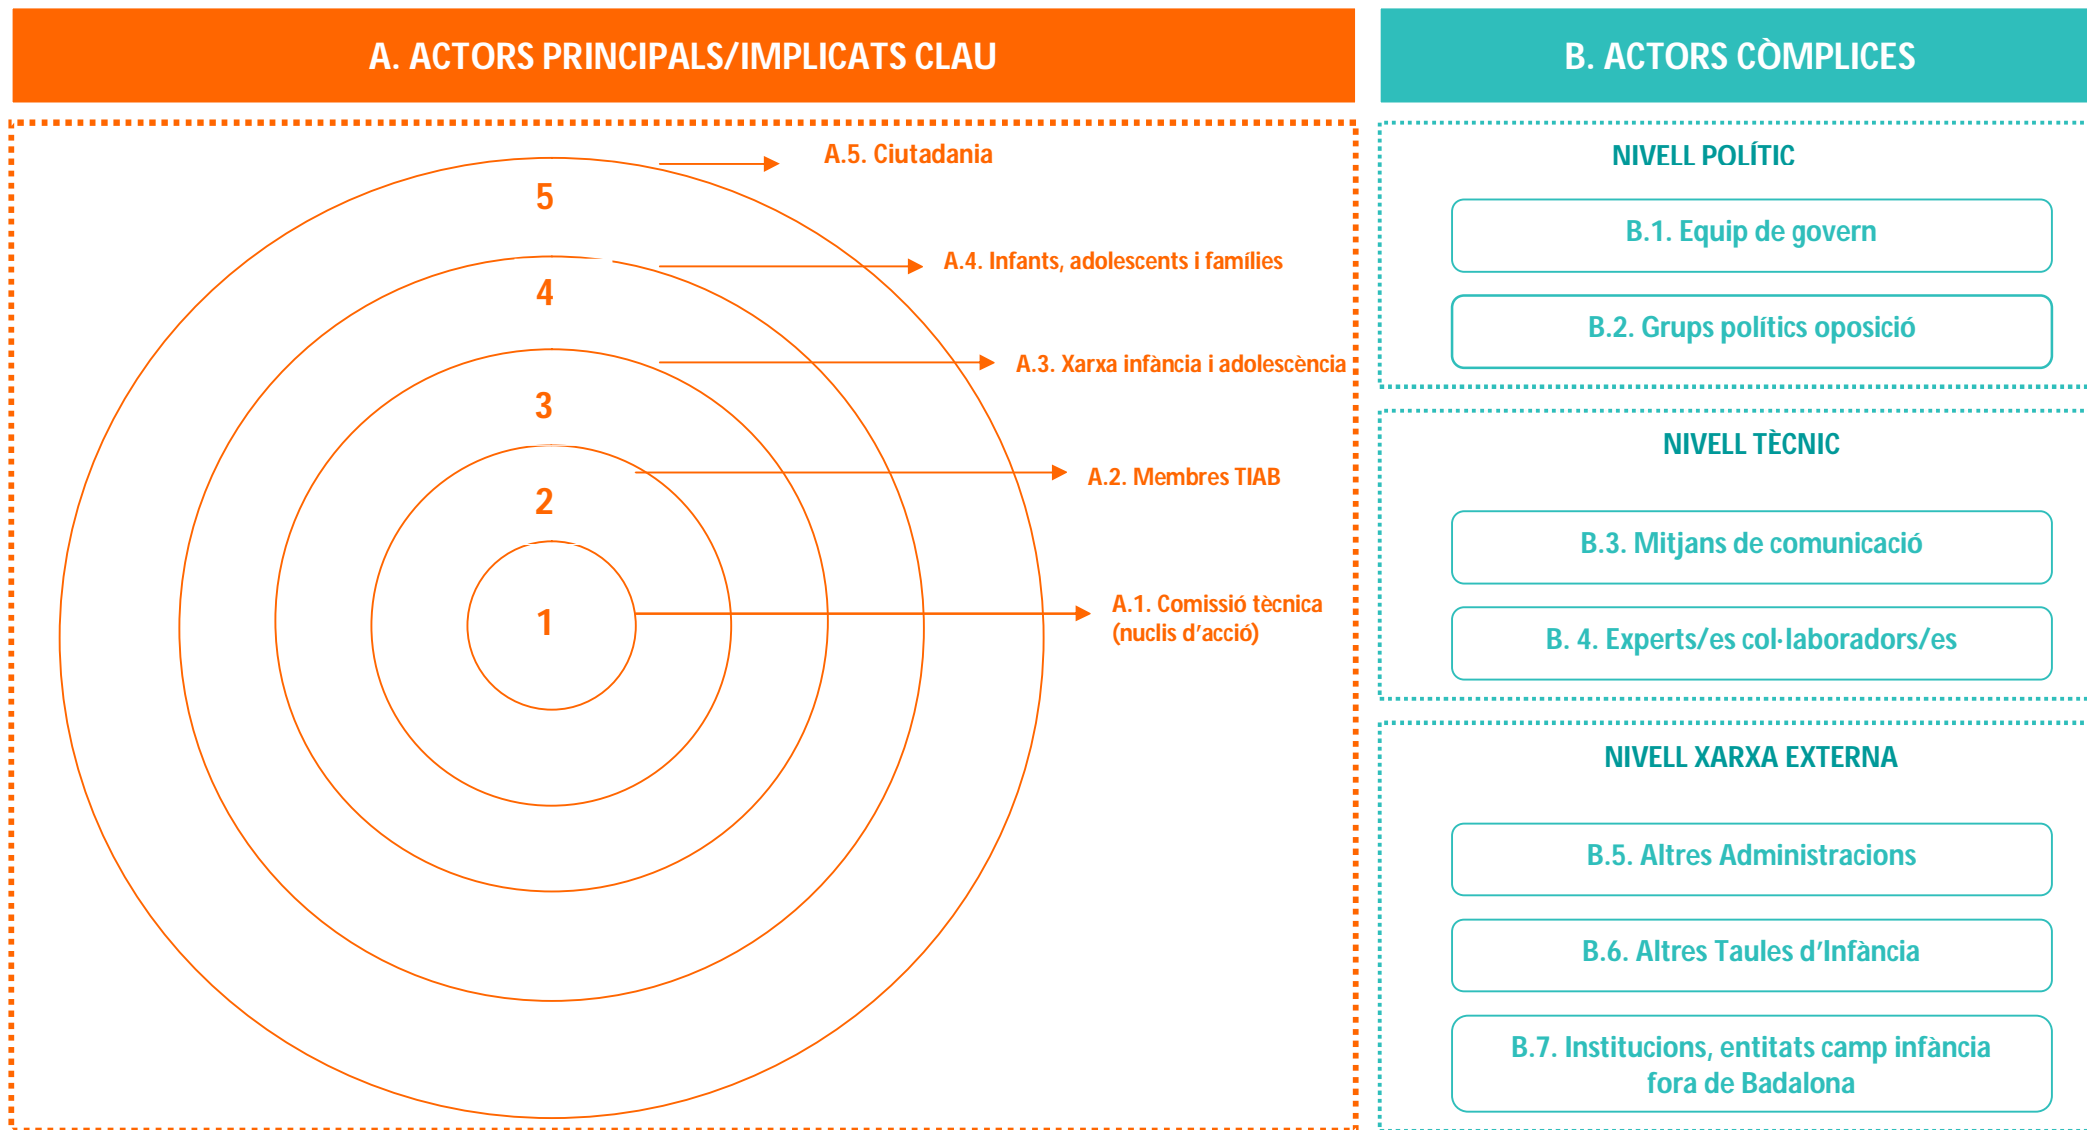 A. ACTORS PRINCIPALS/IMPLICATS CLAU
5
A.5. Ciutadania
4
A.4. Infants, adolescents i famílies
3
A.3. Xarxa infància i adolescència
2
A.2. Membres TIAB
1
A.1. Comissió tècnica
(nuclis d’acció)
B. ACTORS CÒMPLICES
NIVELL POLÍTIC
B.1. Equip de govern
B.2. Grups polítics oposició
NIVELL TÈCNIC
B.3. Mitjans de comunicació
B. 4. Experts/es col·laboradors/es
NIVELL XARXA EXTERNA
B.5. Altres Administracions
B.6. Altres Taules d’Infància
B.7. Institucions, entitats camp infància
fora de Badalona